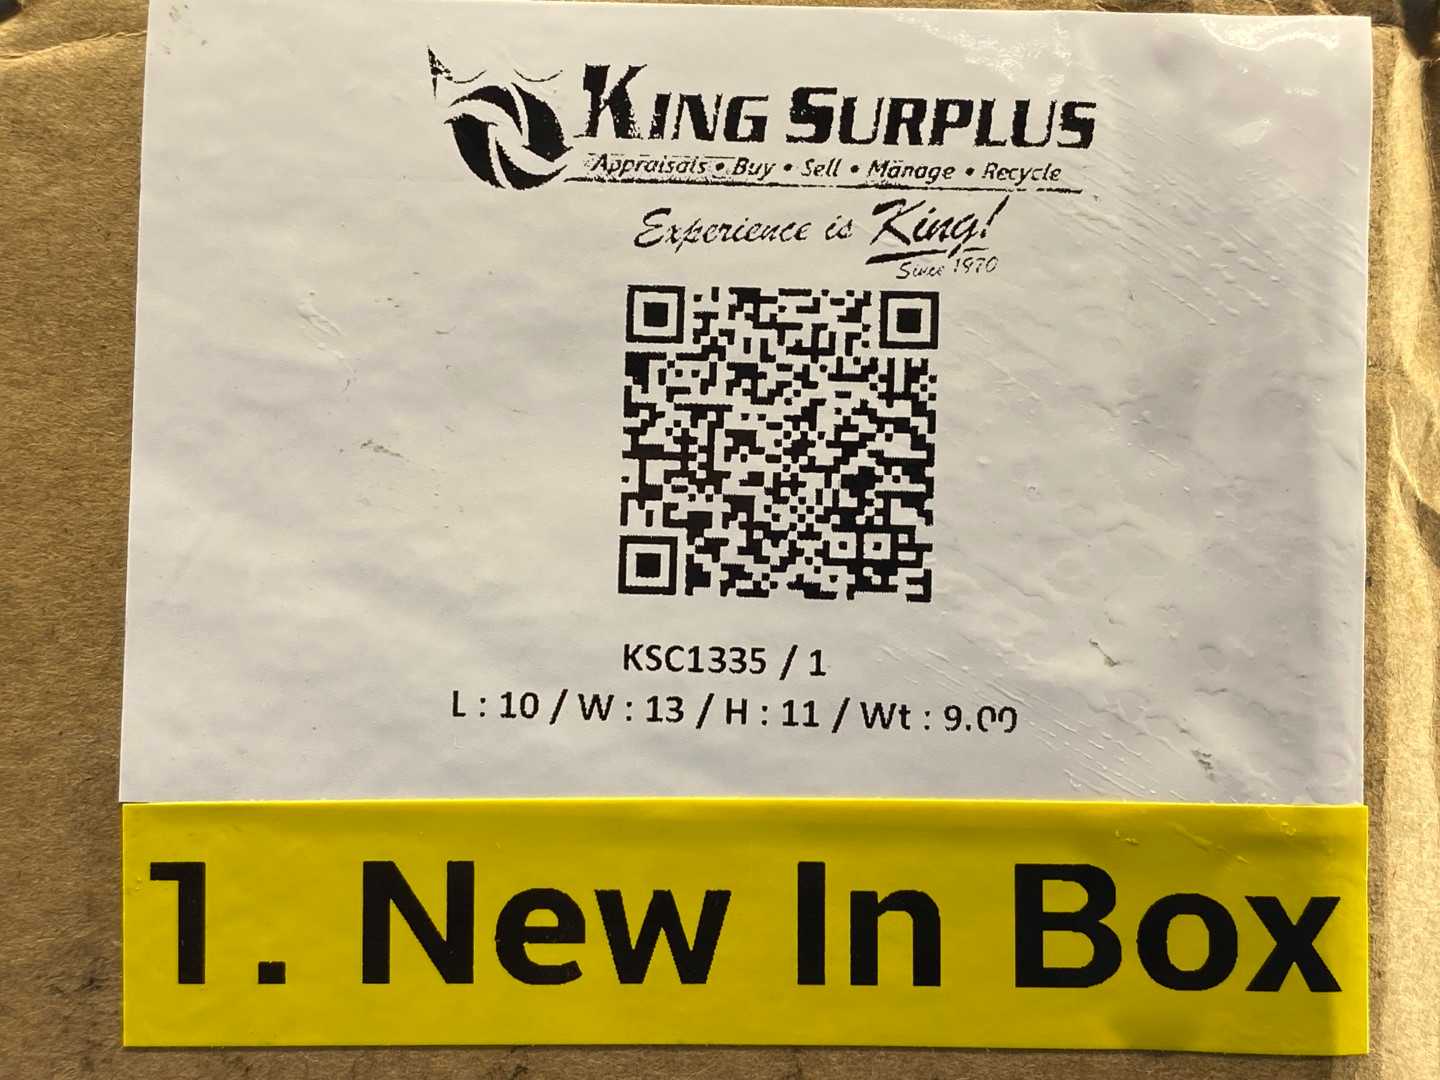 KING SURPLUS
Appraisals • Buy • Sell • Manage • Recycle
Experience is King!
Since 1970
KSC1335 / 1
L : 10 / W : 13 / H : 11 / Wt : 9.00
1. New In Box